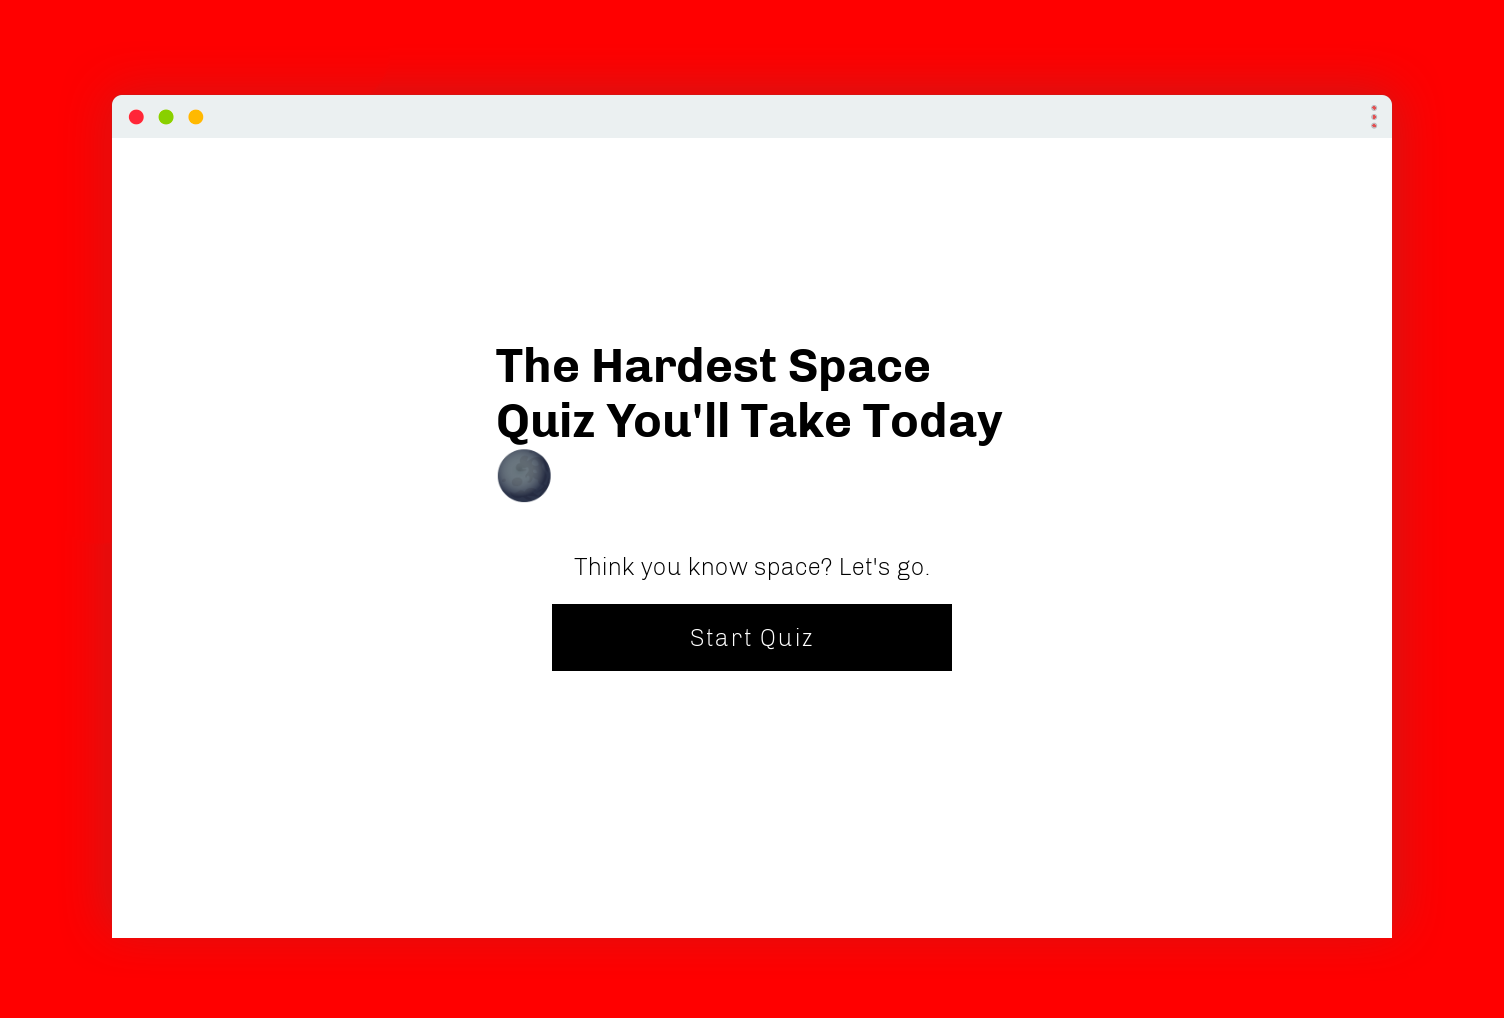 The Hardest Space
Quiz You'll Take Today
🌑
Think you know space? Let's go.
Start Quiz